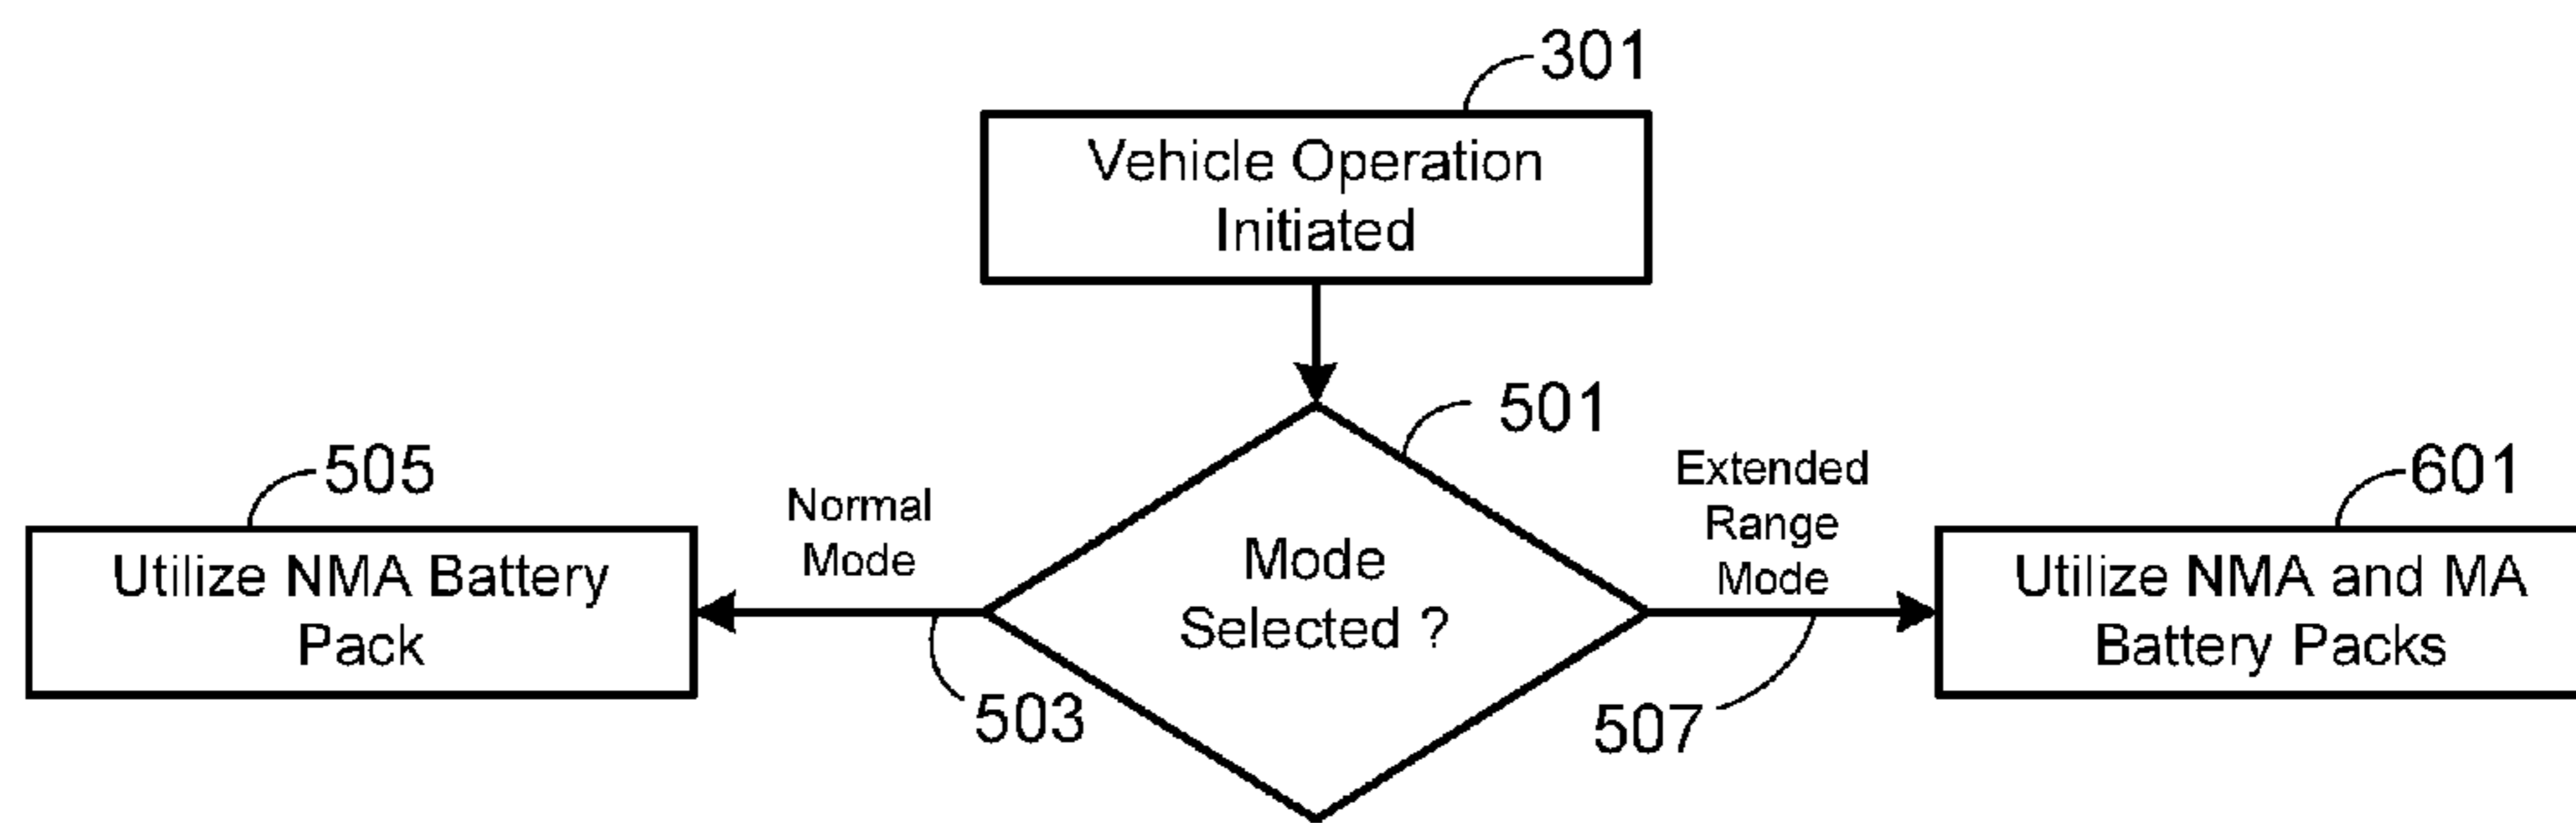 301
Vehicle Operation
Initiated
501
505
Normal
Mode
Extended
Range
Mode
601
Utilize NMA Battery
Pack
Mode
Selected ?
Utilize NMA and MA
Battery Packs
503
507